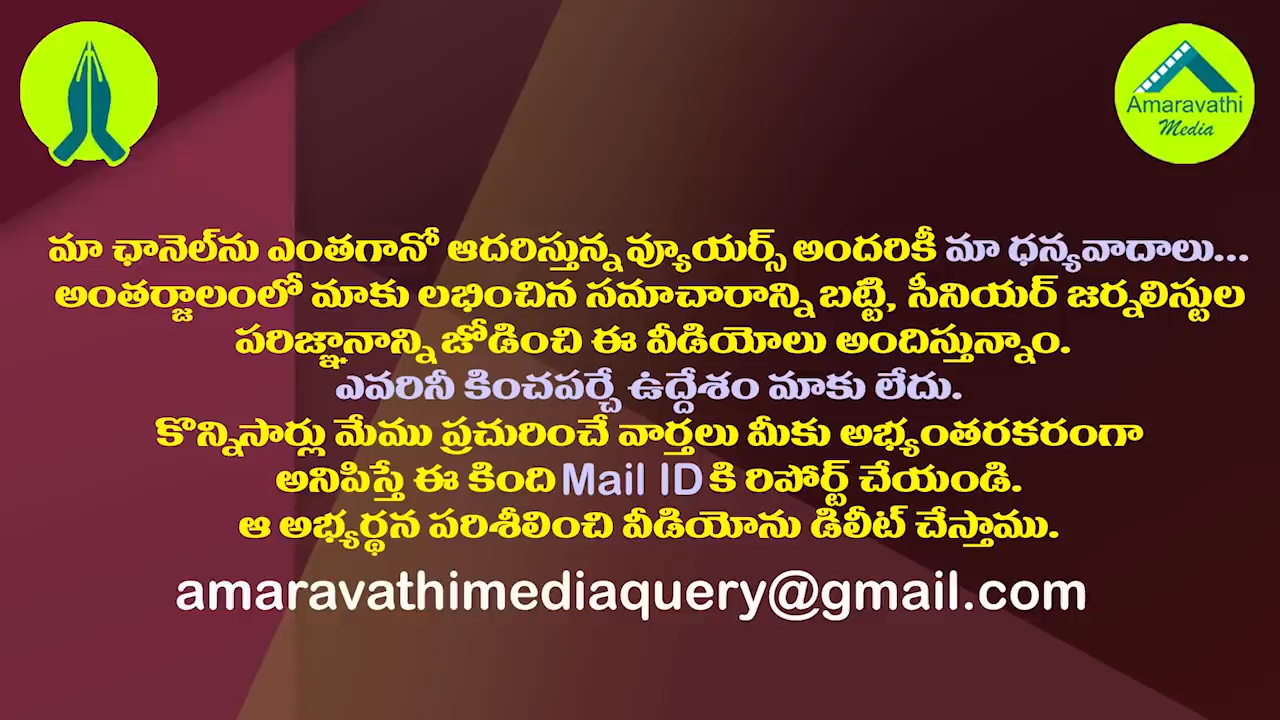 Amaravathi
Media
మా ఛానెల్‌ను ఎంతగానో ఆదరిస్తున్న వ్యూయర్స్ అందరికీ మా ధన్యవాదాలు...
అంతర్జాలంలో మాకు లభించిన సమాచారాన్ని బట్టి, సీనియర్ జర్నలిస్టుల
పరిజ్ఞానాన్ని జోడించి ఈ వీడియోలు అందిస్తున్నాం.
ఎవరినీ కించపర్చే ఉద్దేశం మాకు లేదు.
కొన్నిసార్లు మేము ప్రచురించే వార్తలు మీకు అభ్యంతరకరంగా
అనిపిస్తే ఈ కింది Mail ID కి రిపోర్ట్ చేయండి.
ఆ అభ్యర్థన పరిశీలించి వీడియోను డిలీట్ చేస్తాము.
amaravathimediaquery@gmail.com